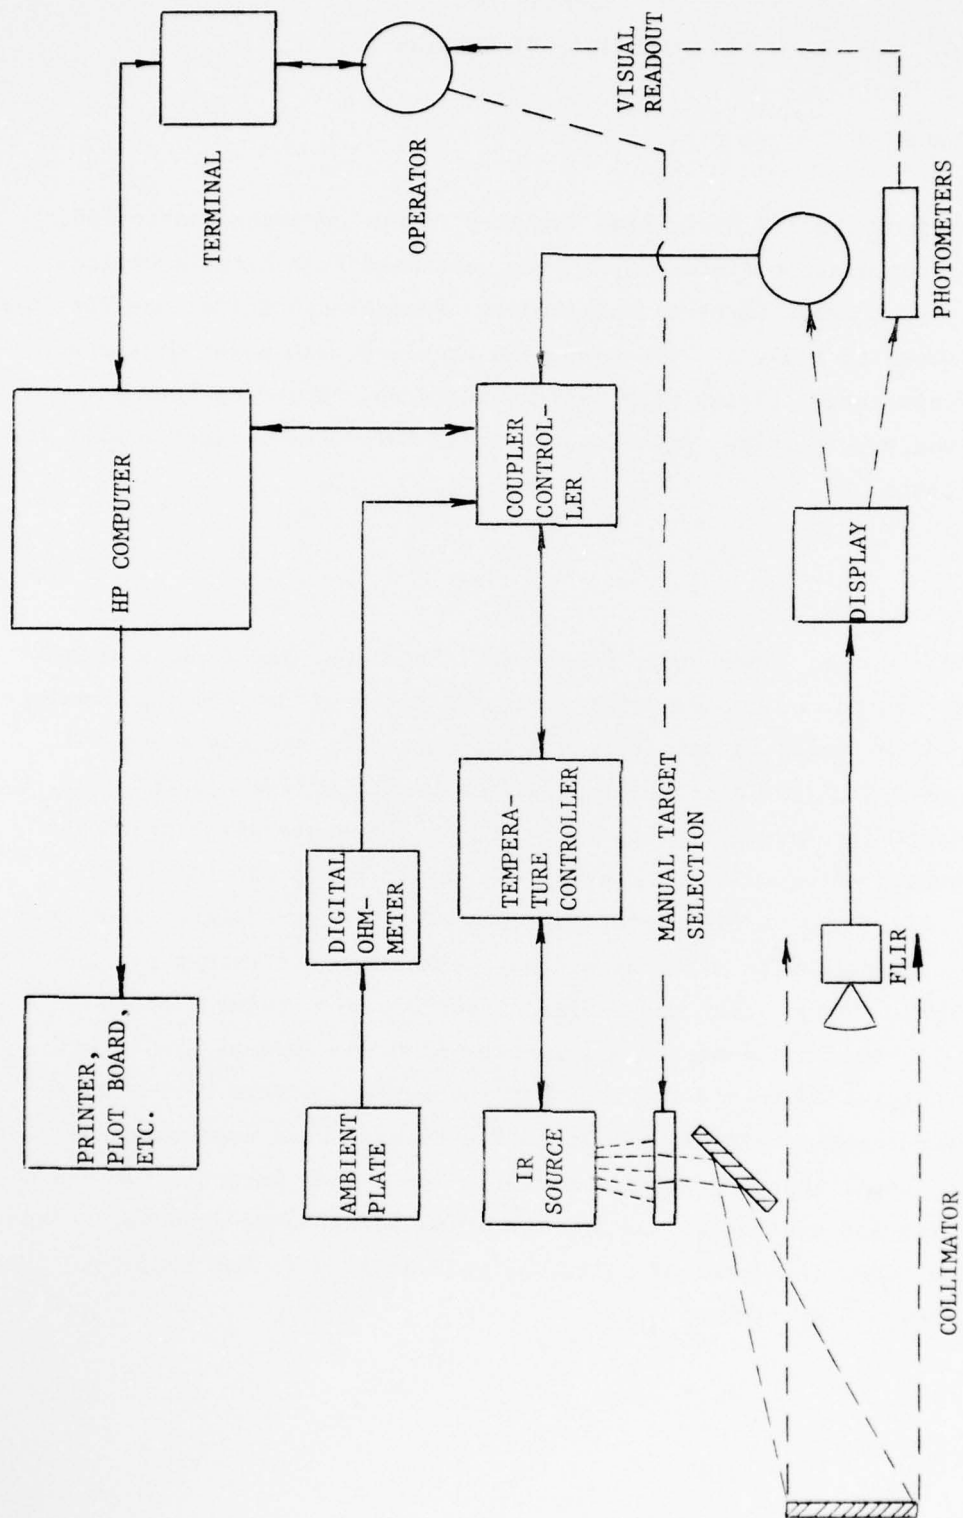 PRINTER,
PLOT BOARD,
ETC.
HP COMPUTER
TERMINAL
AMBIENT
PLATE
DIGITAL
OHM-
METER
OPERATOR
IR
SOURCE
TEMPERA-
TURE
CONTROLLER
COUPLER
CONTROL-
LER
MANUAL TARGET
SELECTION
VISUAL
READOUT
FLIR
DISPLAY
PHOTOMETERS
COLLIMATOR